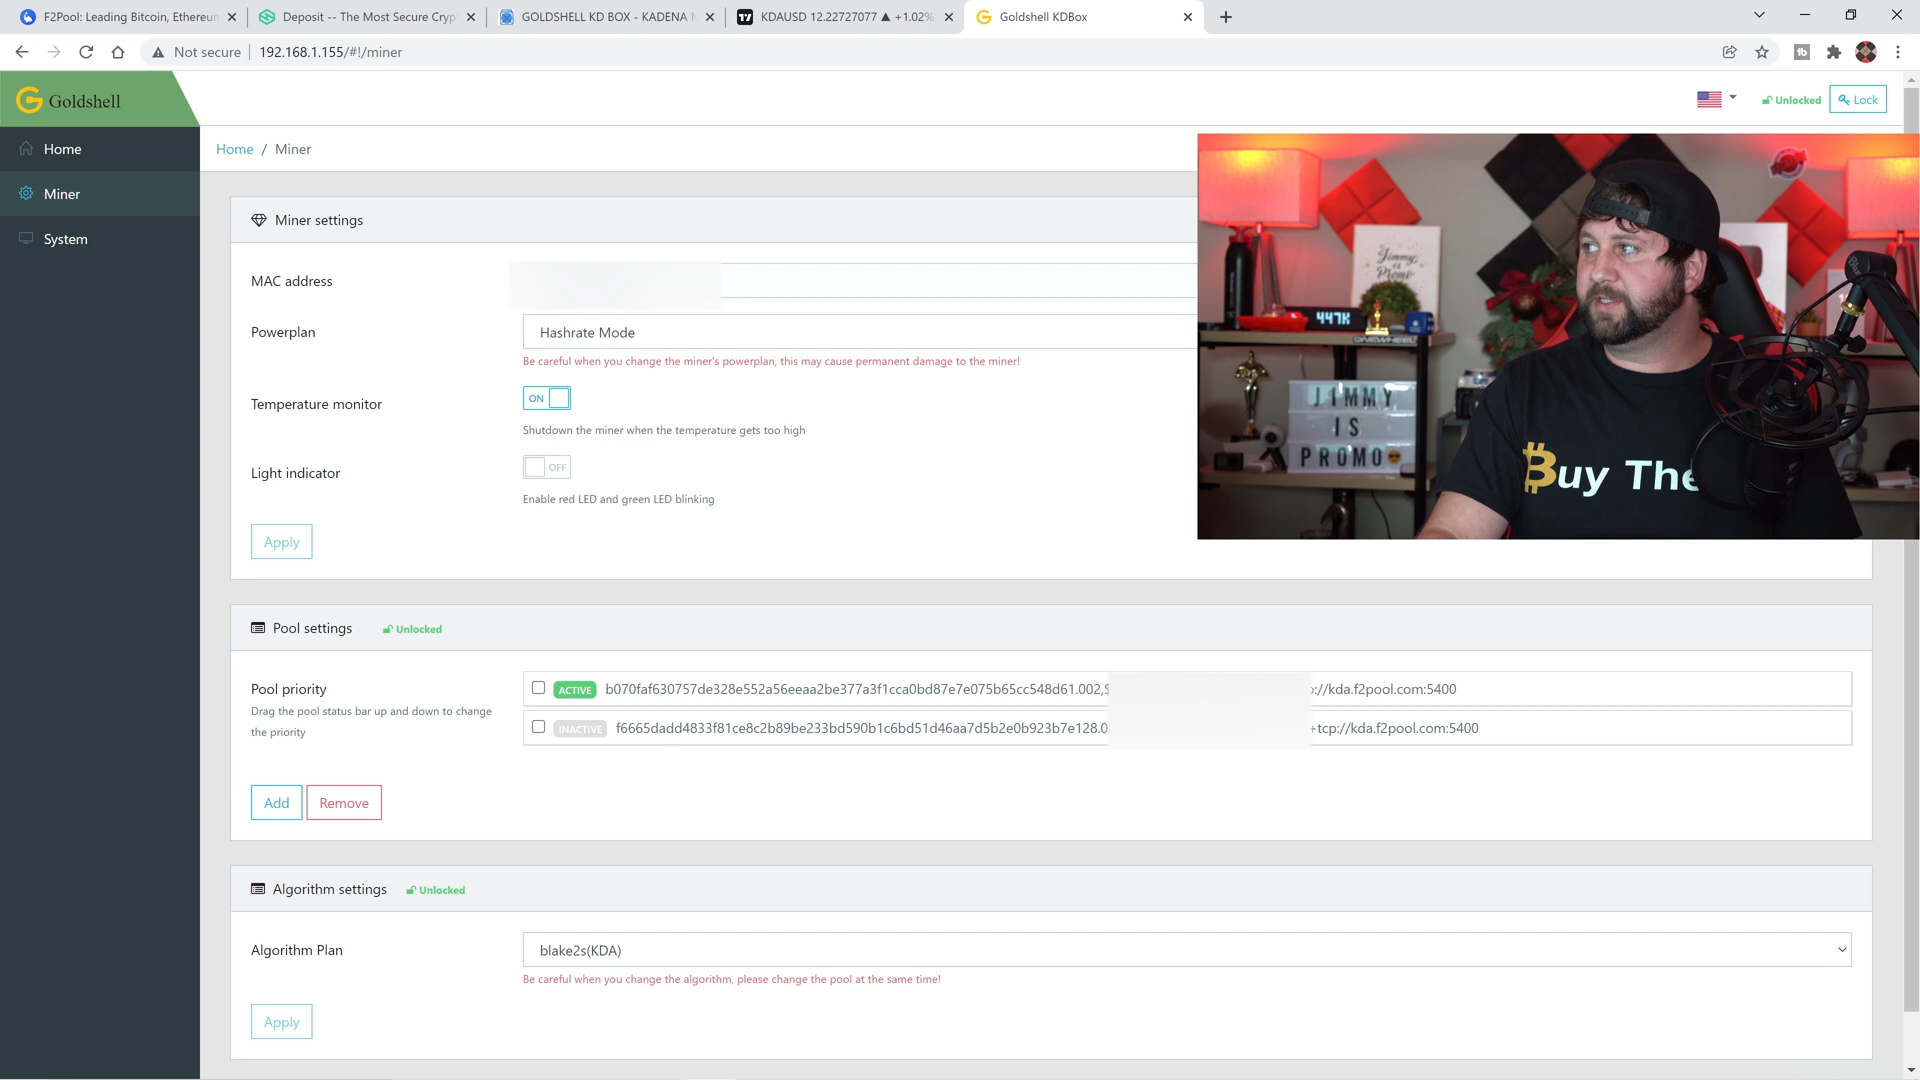 F2Pool: Leading Bitcoin, Ethereun
Deposit -- The Most Secure Cryp
GOLDSHELL KD BOX - KADENA M
KDAUSD 12.22727077 ▲ +1.02%
Goldshell KDBox
Not secure
192.168.1.155/#!/miner
Goldshell
Unlocked
Lock
Home
Miner
System
Home / Miner
Miner settings
MAC address
Powerplan
Hashrate Mode
Be careful when you change the miner's powerplan, this may cause permanent damage to the miner!
Temperature monitor
ON
Shutdown the miner when the temperature gets too high
Light indicator
OFF
Enable red LED and green LED blinking
Apply
Jimmy
is
Promo
447K
ONEWHEEL
JIMMY
IS
PROMO
Buy The
Pool settings
Unlocked
Pool priority
Drag the pool status bar up and down to change
the priority
ACTIVE b070faf630757de328e552a56eeaa2be377a3f1cca0bd87e7e075b65cc548d61.002,$ ://kda.f2pool.com:5400
INACTIVE f6665dadd4833f81ce8c2b89be233bd590b1c6bd51d46aa7d5b2e0b923b7e128.0 +tcp://kda.f2pool.com:5400
Add
Remove
Algorithm settings
Unlocked
Algorithm Plan
blake2s(KDA)
Be careful when you change the algorithm, please change the pool at the same time!
Apply